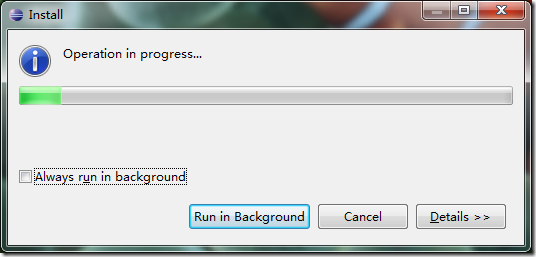 Install
Operation in progress...
Always run in background
Run in Background
Cancel
Details >>